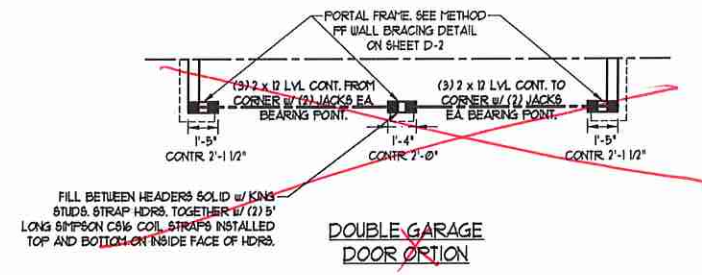 PORTAL FRAME. SEE METHOD
PF WALL BRACING DETAIL
ON SHEET D-2
(3) 2 x 12 LVL CONT. FROM
CORNER w/ (2) JACKS EA.
BEARING POINT.
(3) 2 x 12 LVL CONT. TO
CORNER w/ (2) JACKS
EA. BEARING POINT.
1'-5"
CONTR. 2'-1 1/2"
1'-4"
CONTR. 2'-0"
1'-5"
CONTR. 2'-1 1/2"
FILL BETWEEN HEADERS SOLID w/ KING
STUDS. STRAP HDRS. TOGETHER w/ (2) 5'
LONG SIMPSON CS16 COIL STRAPS INSTALLED
TOP AND BOTTOM ON INSIDE FACE OF HDRS.
DOUBLE GARAGE
DOOR OPTION